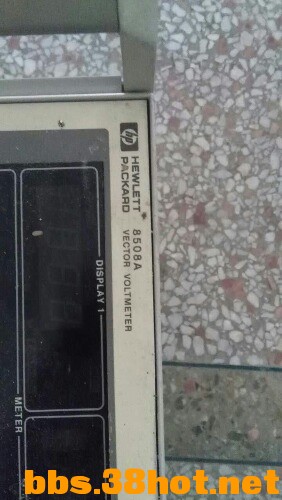 hp
HEWLETT
PACKARD
8508A
VECTOR VOLTMETER
DISPLAY 1
METER
bbs.38hot.net